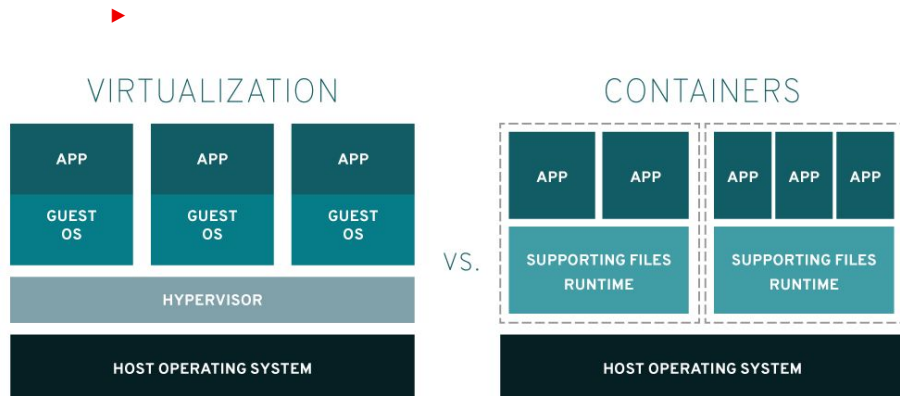 VIRTUALIZATION
APP
APP
APP
GUEST
OS
GUEST
OS
GUEST
OS
HYPERVISOR
HOST OPERATING SYSTEM
VS.
CONTAINERS
APP
APP
APP
APP
APP
SUPPORTING FILES
RUNTIME
SUPPORTING FILES
RUNTIME
HOST OPERATING SYSTEM